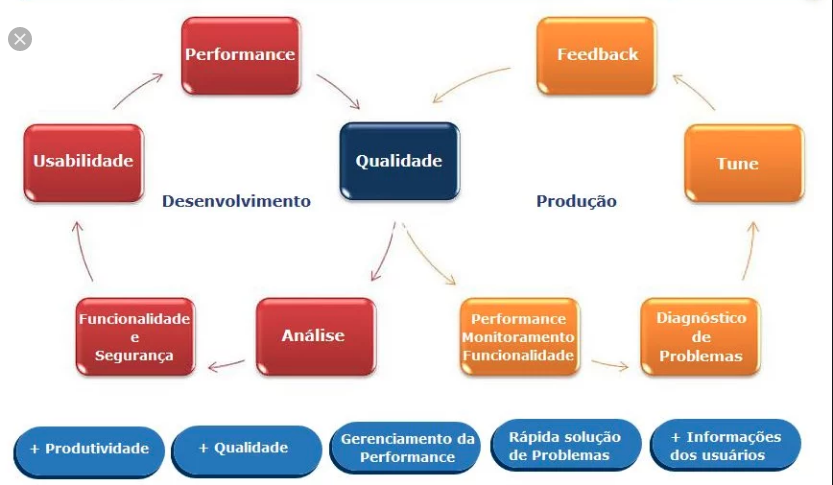 Performance
Feedback
Usabilidade
Qualidade
Tune
Desenvolvimento
Produção
Funcionalidade
e
Segurança
Análise
Performance
Monitoramento
Funcionalidade
Diagnóstico
de
Problemas
+ Produtividade
+ Qualidade
Gerenciamento da
Performance
Rápida solução
de Problemas
+ Informações
dos usuários